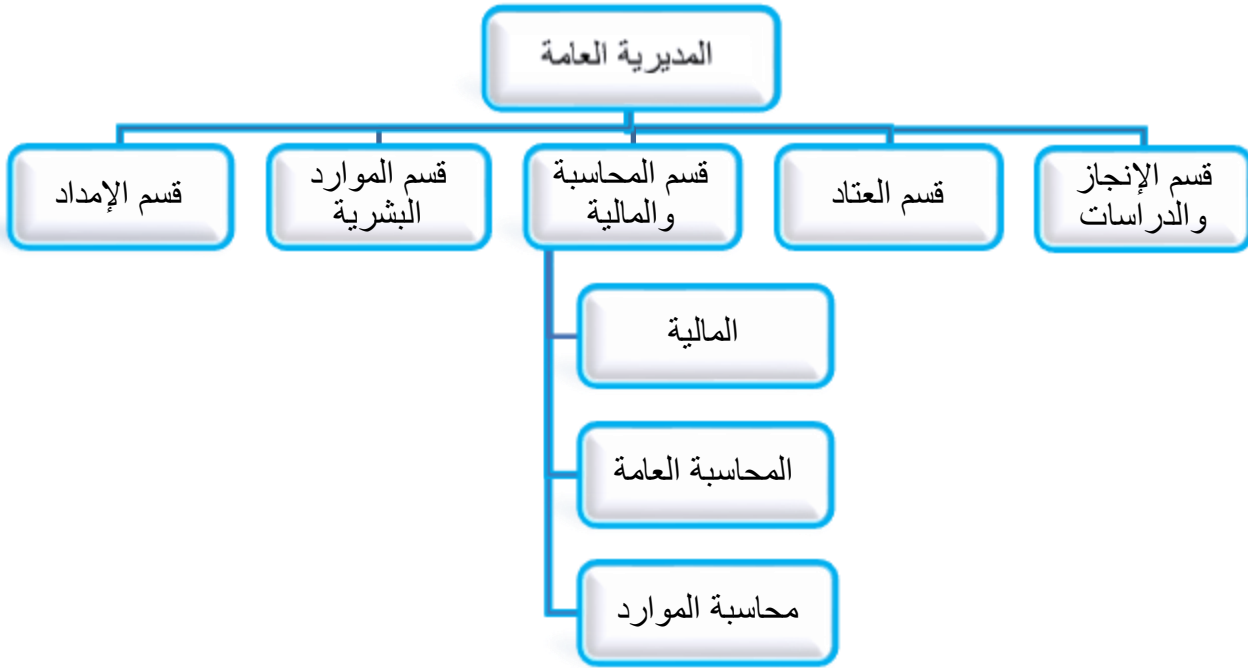 المديرية العامة
قسم الإنجاز
والدراسات
قسم العتاد
قسم المحاسبة
والمالية
قسم الموارد
البشرية
قسم الإمداد
المالية
المحاسبة العامة
محاسبة الموارد